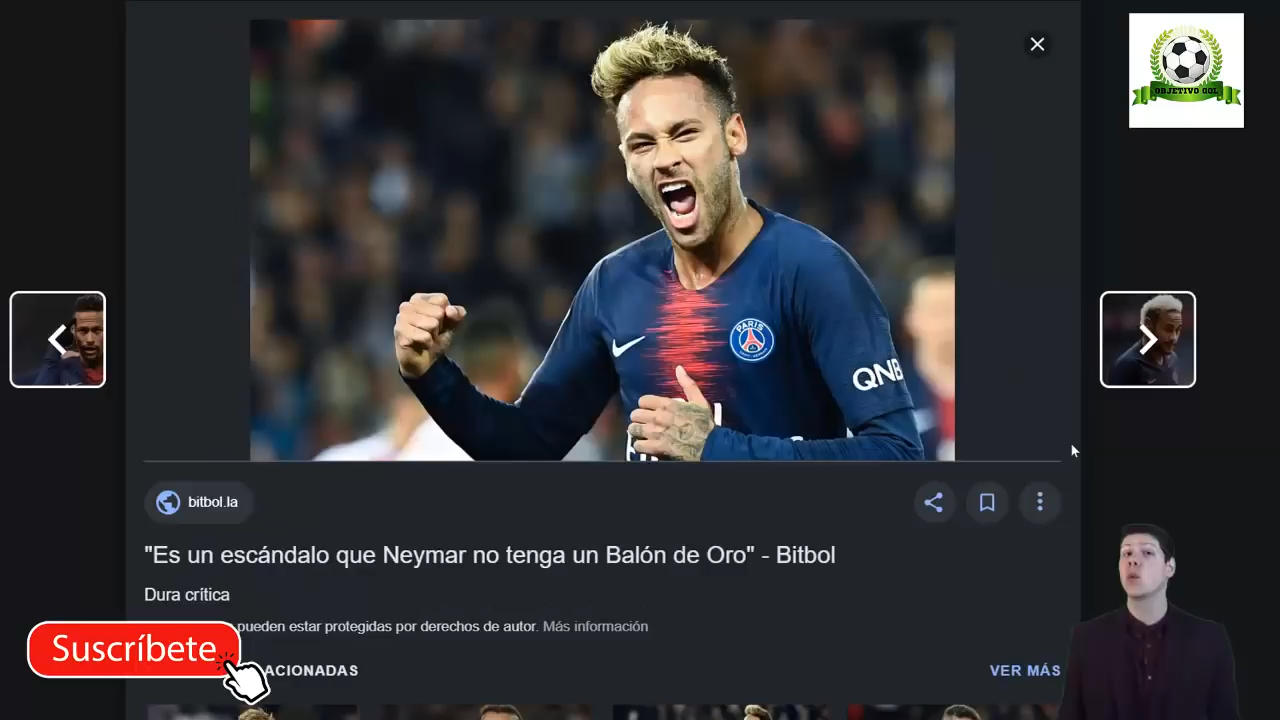 OBJETIVO GOL
PARIS
QNB
bitbol.la
"Es un escándalo que Neymar no tenga un Balón de Oro" - Bitbol
Dura crítica
pueden estar protegidas por derechos de autor. Más información
Suscríbete
ACIONADAS
VER MÁS